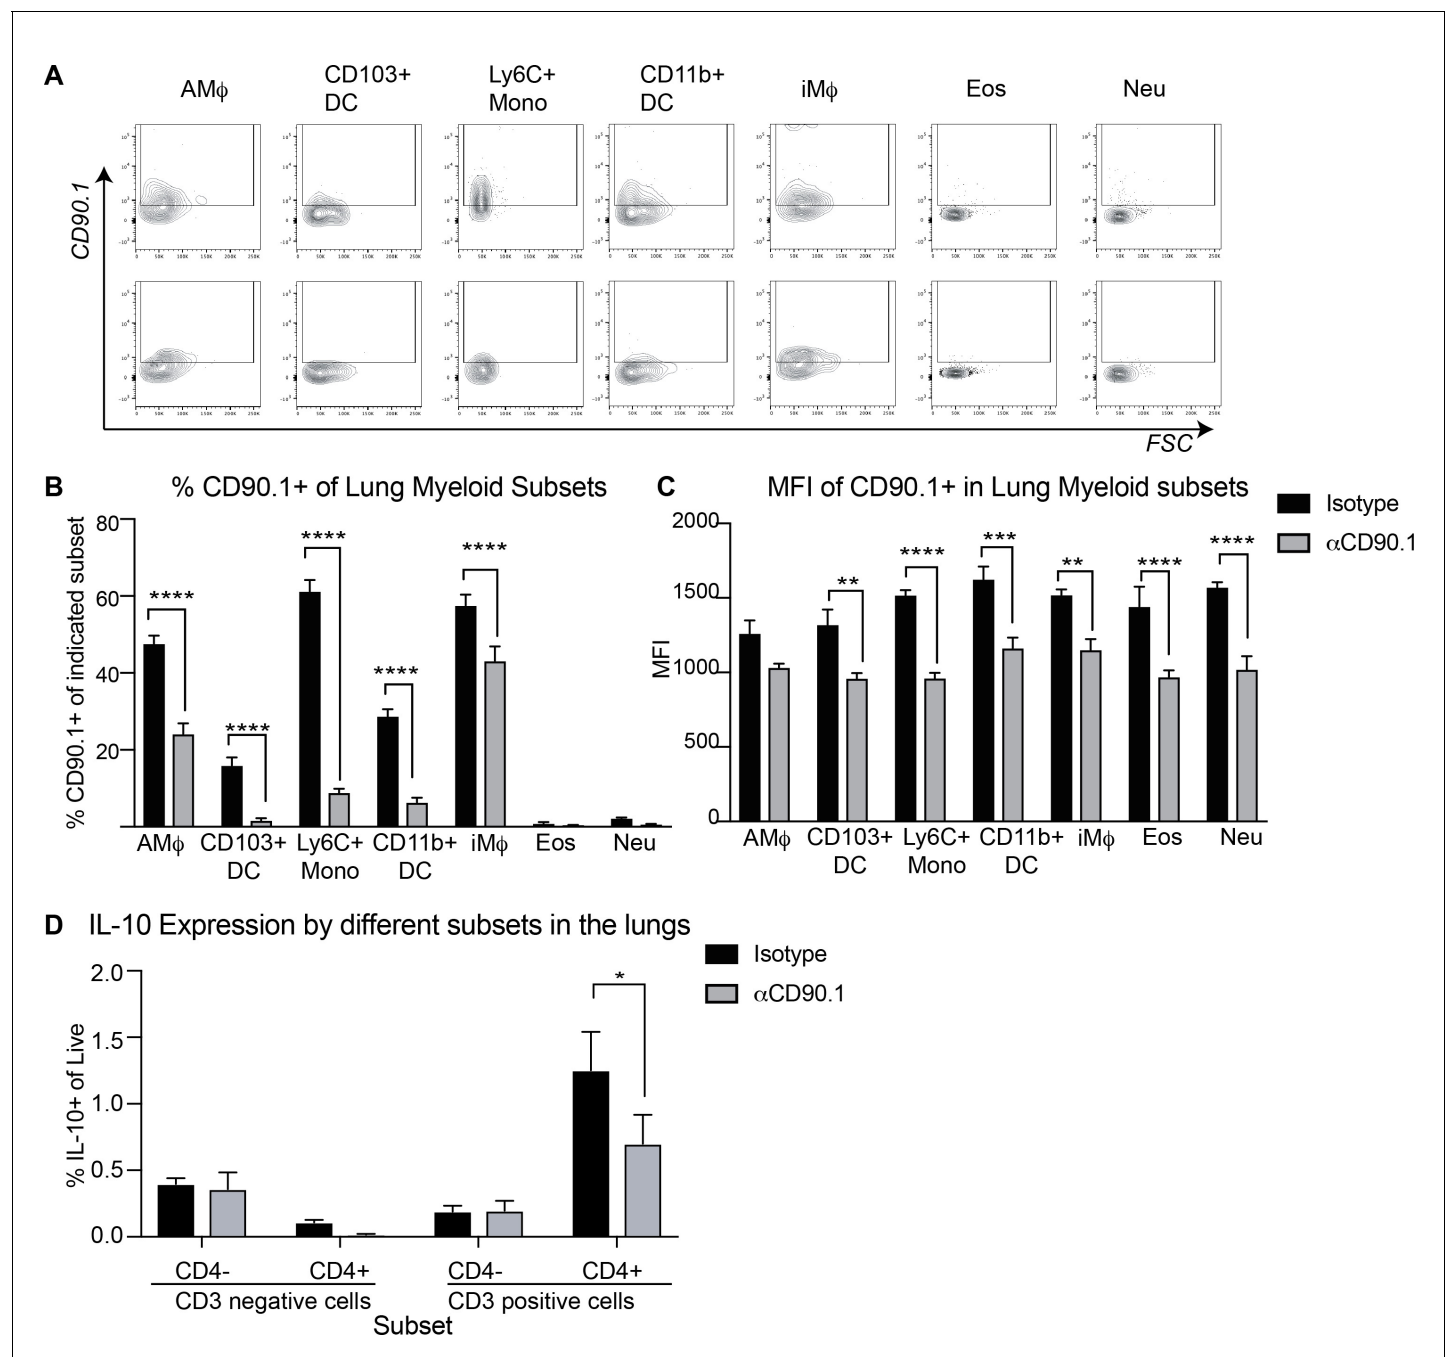 A
AMϕ
CD103+
DC
Ly6C+
Mono
CD11b+
DC
iMϕ
Eos
Neu
CD90.1
FSC
B
% CD90.1+ of Lung Myeloid Subsets
% CD90.1+ of indicated subset
80
60
40
20
****
****
****
****
****
AMϕ
CD103+
DC
Ly6C+
Mono
CD11b+
DC
iMϕ
Eos
Neu
C
MFI of CD90.1+ in Lung Myeloid subsets
MFI
2000
1500
1000
500
0
**
****
***
**
****
****
AMϕ
CD103+
DC
Ly6C+
Mono
CD11b+
DC
iMϕ
Eos
Neu
Isotype
αCD90.1
D
IL-10 Expression by different subsets in the lungs
% IL-10+ of Live
2.0
1.5
1.0
0.5
0.0
*
Isotype
αCD90.1
CD4-
CD4+
CD4-
CD4+
CD3 negative cells
CD3 positive cells
Subset